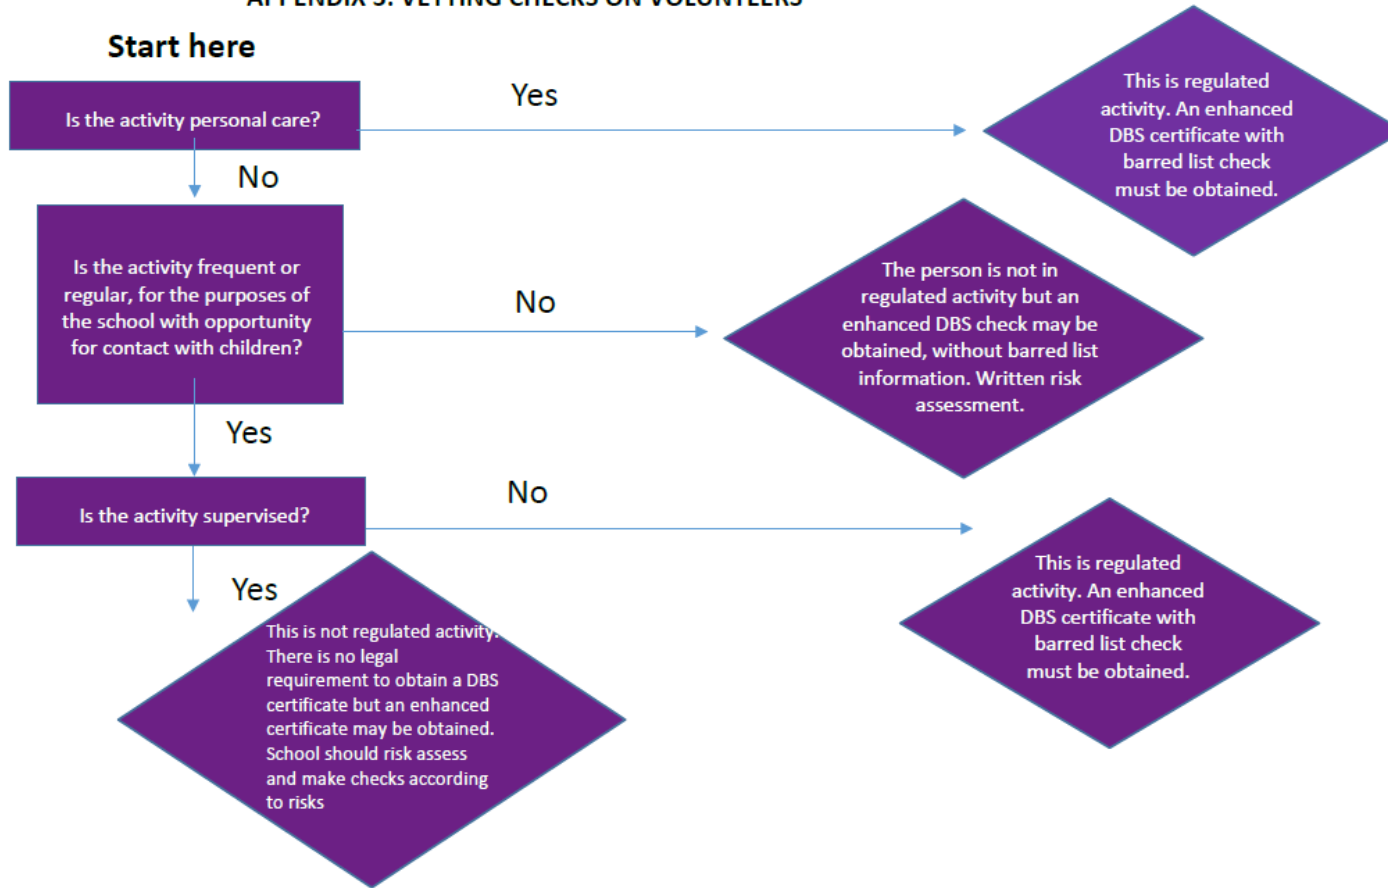 APPENDIX 3: VETTING CHECKS ON VOLUNTEERS
Start here
Is the activity personal care?
Yes
This is regulated
activity. An enhanced
DBS certificate with
barred list check
must be obtained.
No
Is the activity frequent or
regular, for the purposes of
the school with opportunity
for contact with children?
No
The person is not in
regulated activity but an
enhanced DBS check may be
obtained, without barred list
information. Written risk
assessment.
Yes
Is the activity supervised?
No
This is regulated
activity. An enhanced
DBS certificate with
barred list check
must be obtained.
Yes
This is not regulated activity.
There is no legal
requirement to obtain a DBS
certificate but an enhanced
certificate may be obtained.
School should risk assess
and make checks according
to risks